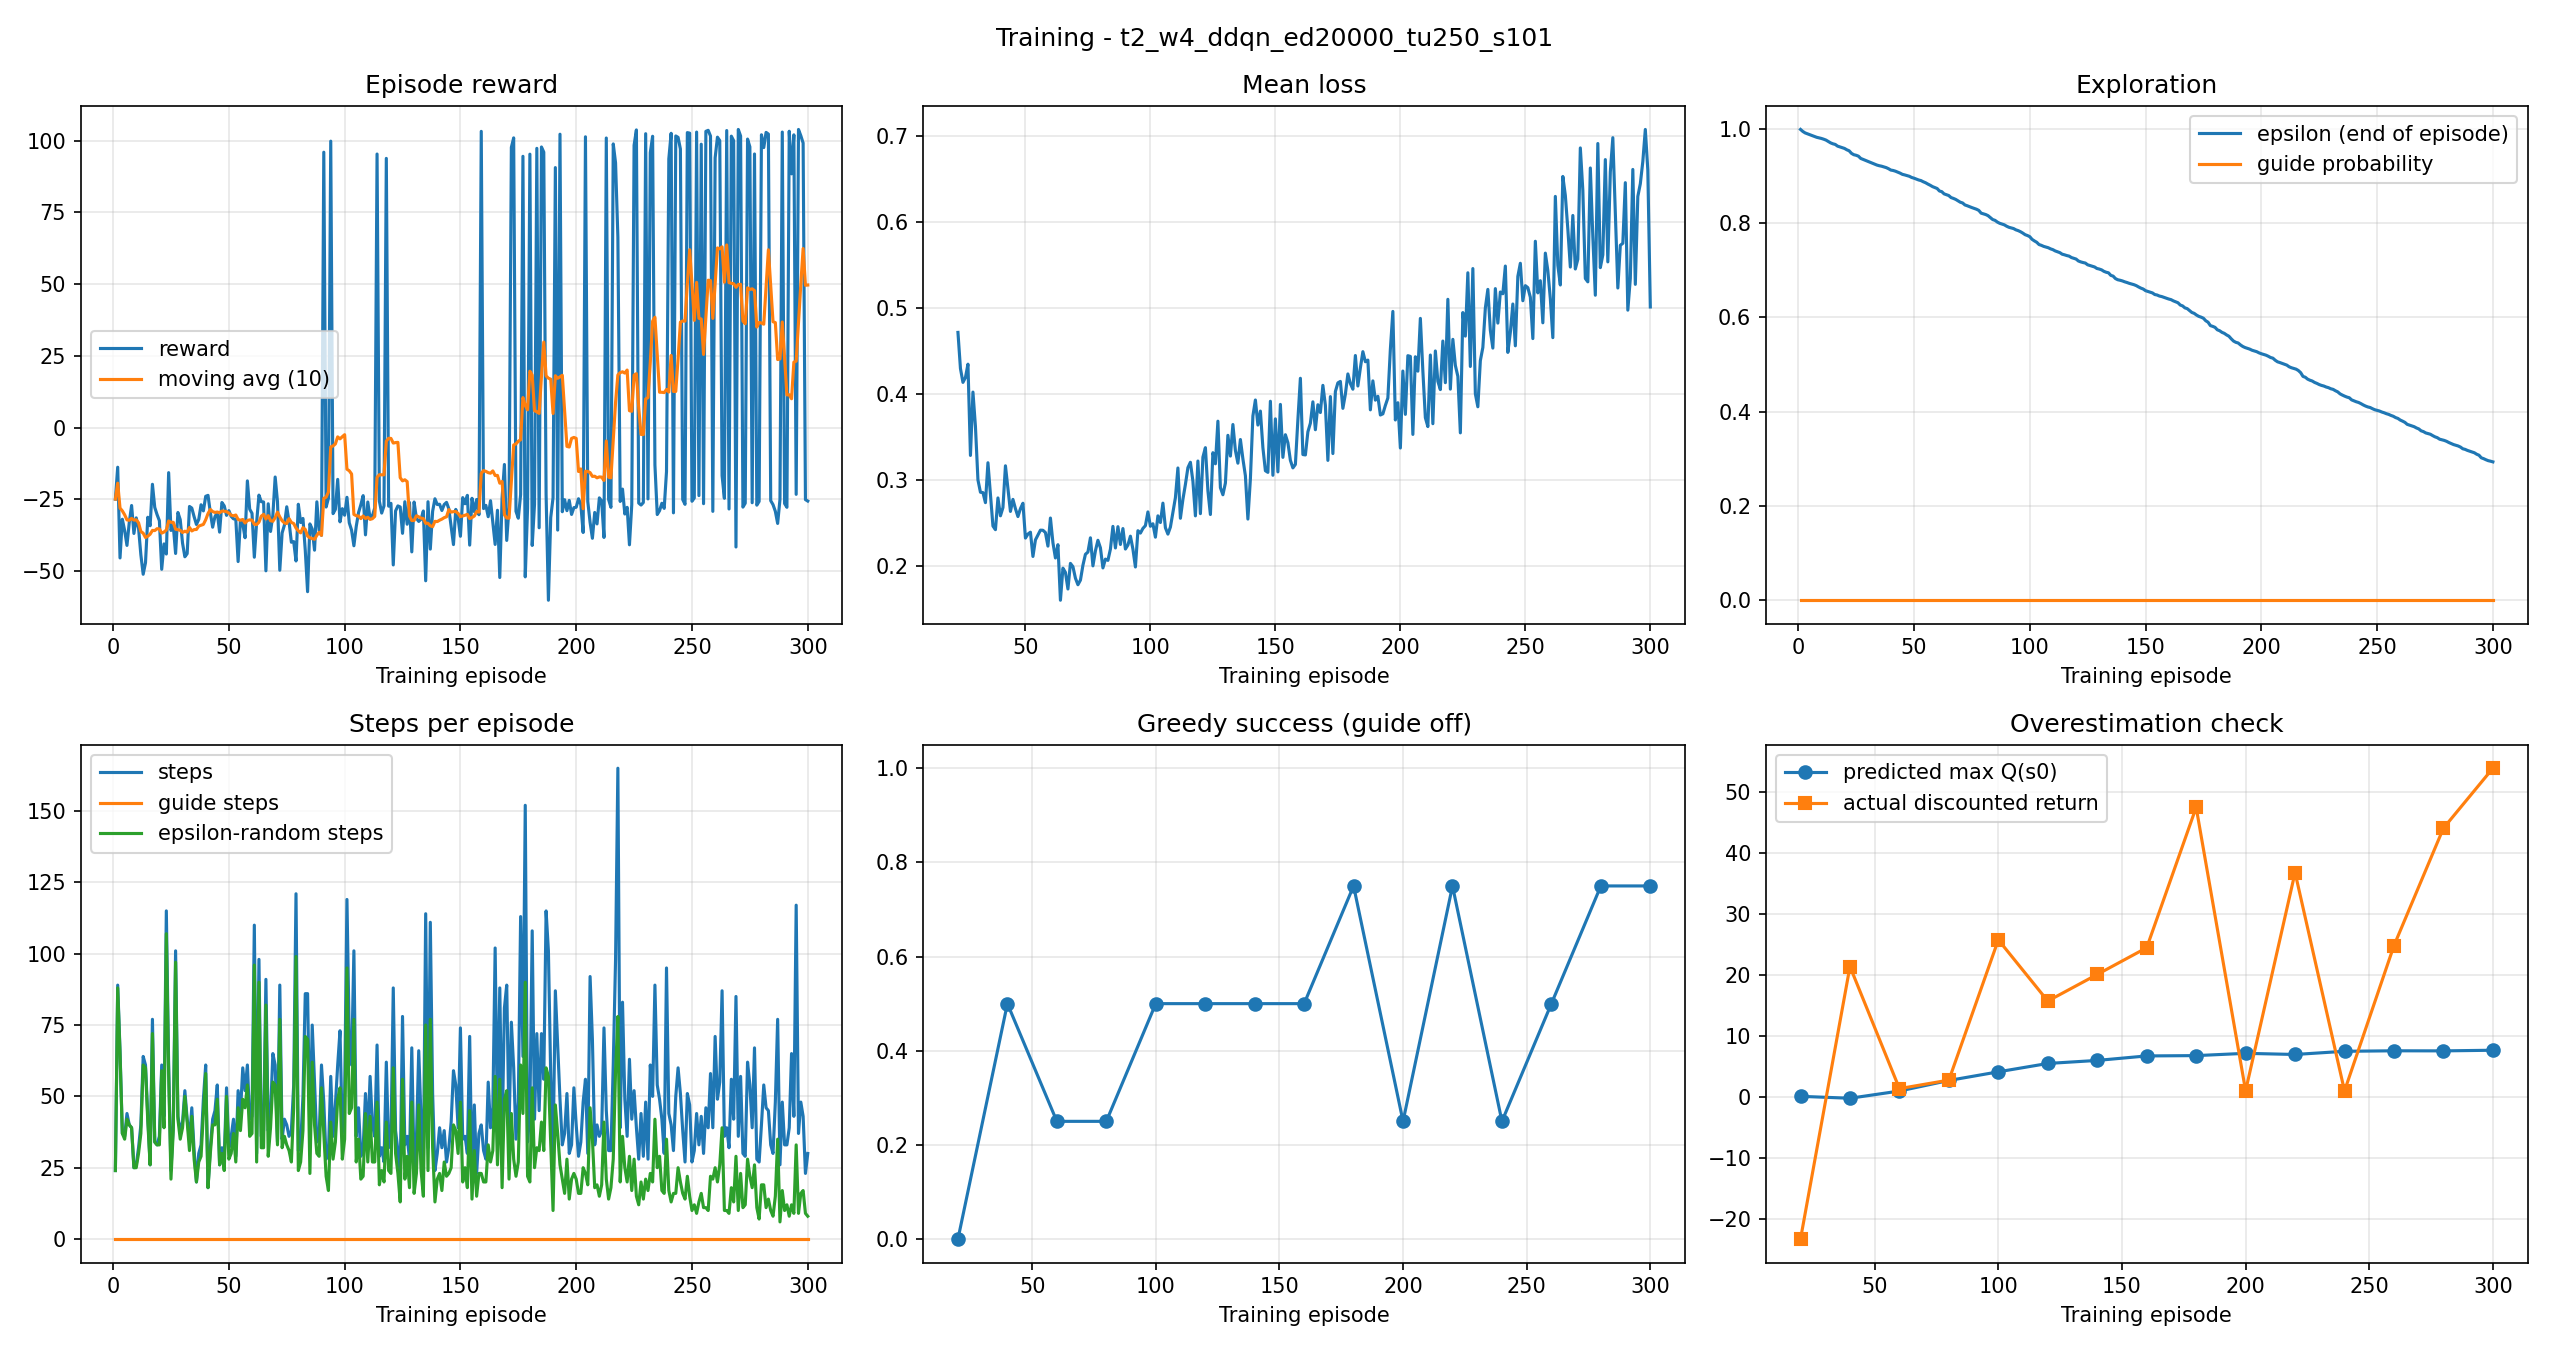 Training - t2_w4_ddqn_ed20000_tu250_s101
Episode reward
100
75
50
25
0
−25
−50
reward
moving avg (10)
0 50 100 150 200 250 300
Training episode
Mean loss
0.7
0.6
0.5
0.4
0.3
0.2
50 100 150 200 250 300
Training episode
Exploration
1.0
0.8
0.6
0.4
0.2
0.0
epsilon (end of episode)
guide probability
0 50 100 150 200 250 300
Training episode
Steps per episode
150
125
100
75
50
25
0
steps
guide steps
epsilon-random steps
0 50 100 150 200 250 300
Training episode
Greedy success (guide off)
1.0
0.8
0.6
0.4
0.2
0.0
50 100 150 200 250 300
Training episode
Overestimation check
50
40
30
20
10
0
−10
−20
predicted max Q(s0)
actual discounted return
50 100 150 200 250 300
Training episode